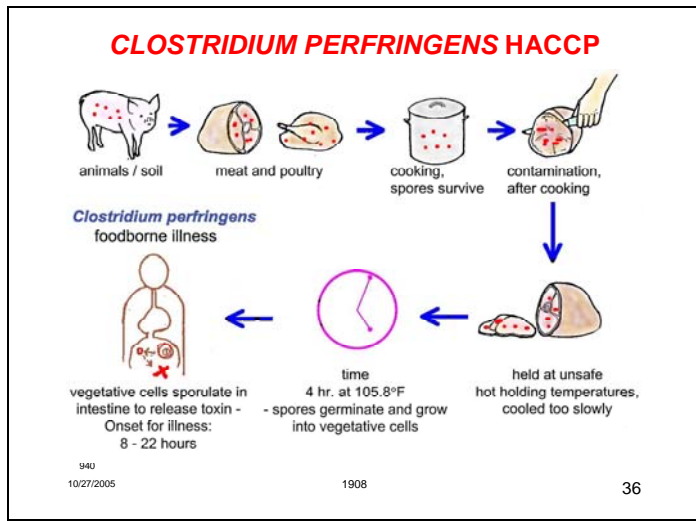 CLOSTRIDIUM PERFRINGENS HACCP
animals / soil
meat and poultry
cooking,
spores survive
contamination,
after cooking
Clostridium perfringens
foodborne illness
held at unsafe
hot holding temperatures,
cooled too slowly
time
4 hr. at 105.8°F
- spores germinate and grow
into vegetative cells
vegetative cells sporulate in
intestine to release toxin -
Onset for illness:
8 - 22 hours
940
10/27/2005
1908
36